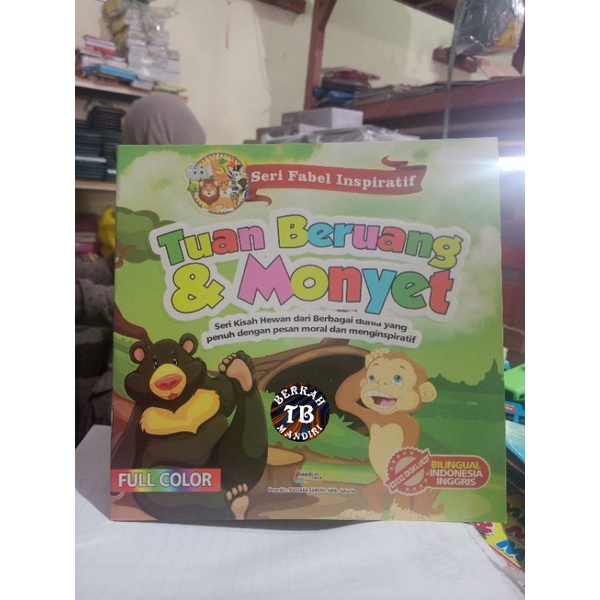 Seri Fabel Inspiratif
Tuan Beruang
& Monyet
Seri Kisah Hewan dari Berbagai dunia yang
penuh dengan pesan moral dan menginspiratif
BERKAH
TB
MANDIRI
FULL COLOR
BILINGUAL
INDONESIA
INGGRIS